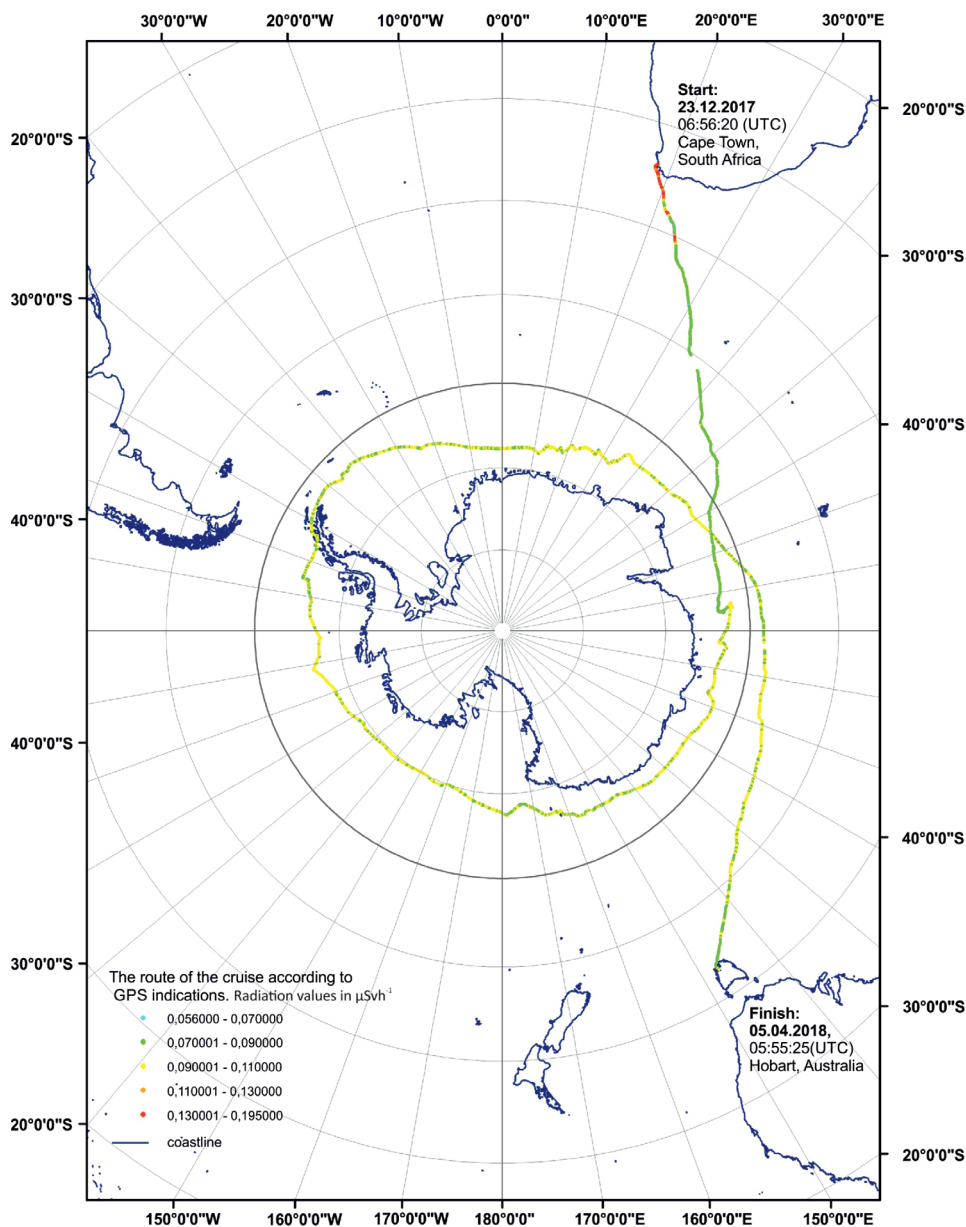 30°0'0"W 20°0'0"W 10°0'0"W 0°0'0" 10°0'0"E 20°0'0"E 30°0'0"E
Start:
23.12.2017
06:56:20 (UTC)
Cape Town,
South Africa
20°0'0"S
20°0'0"S
30°0'0"S
30°0'0"S
40°0'0"S
40°0'0"S
40°0'0"S
40°0'0"S
30°0'0"S
30°0'0"S
20°0'0"S
20°0'0"S
The route of the cruise according to
GPS indications. Radiation values in µSvh⁻¹
0,056000 - 0,070000
0,070001 - 0,090000
0,090001 - 0,110000
0,110001 - 0,130000
0,130001 - 0,195000
coastline
Finish:
05.04.2018,
05:55:25(UTC)
Hobart, Australia
150°0'0"W 160°0'0"W 170°0'0"W 180°0'0" 170°0'0"E 160°0'0"E 150°0'0"E